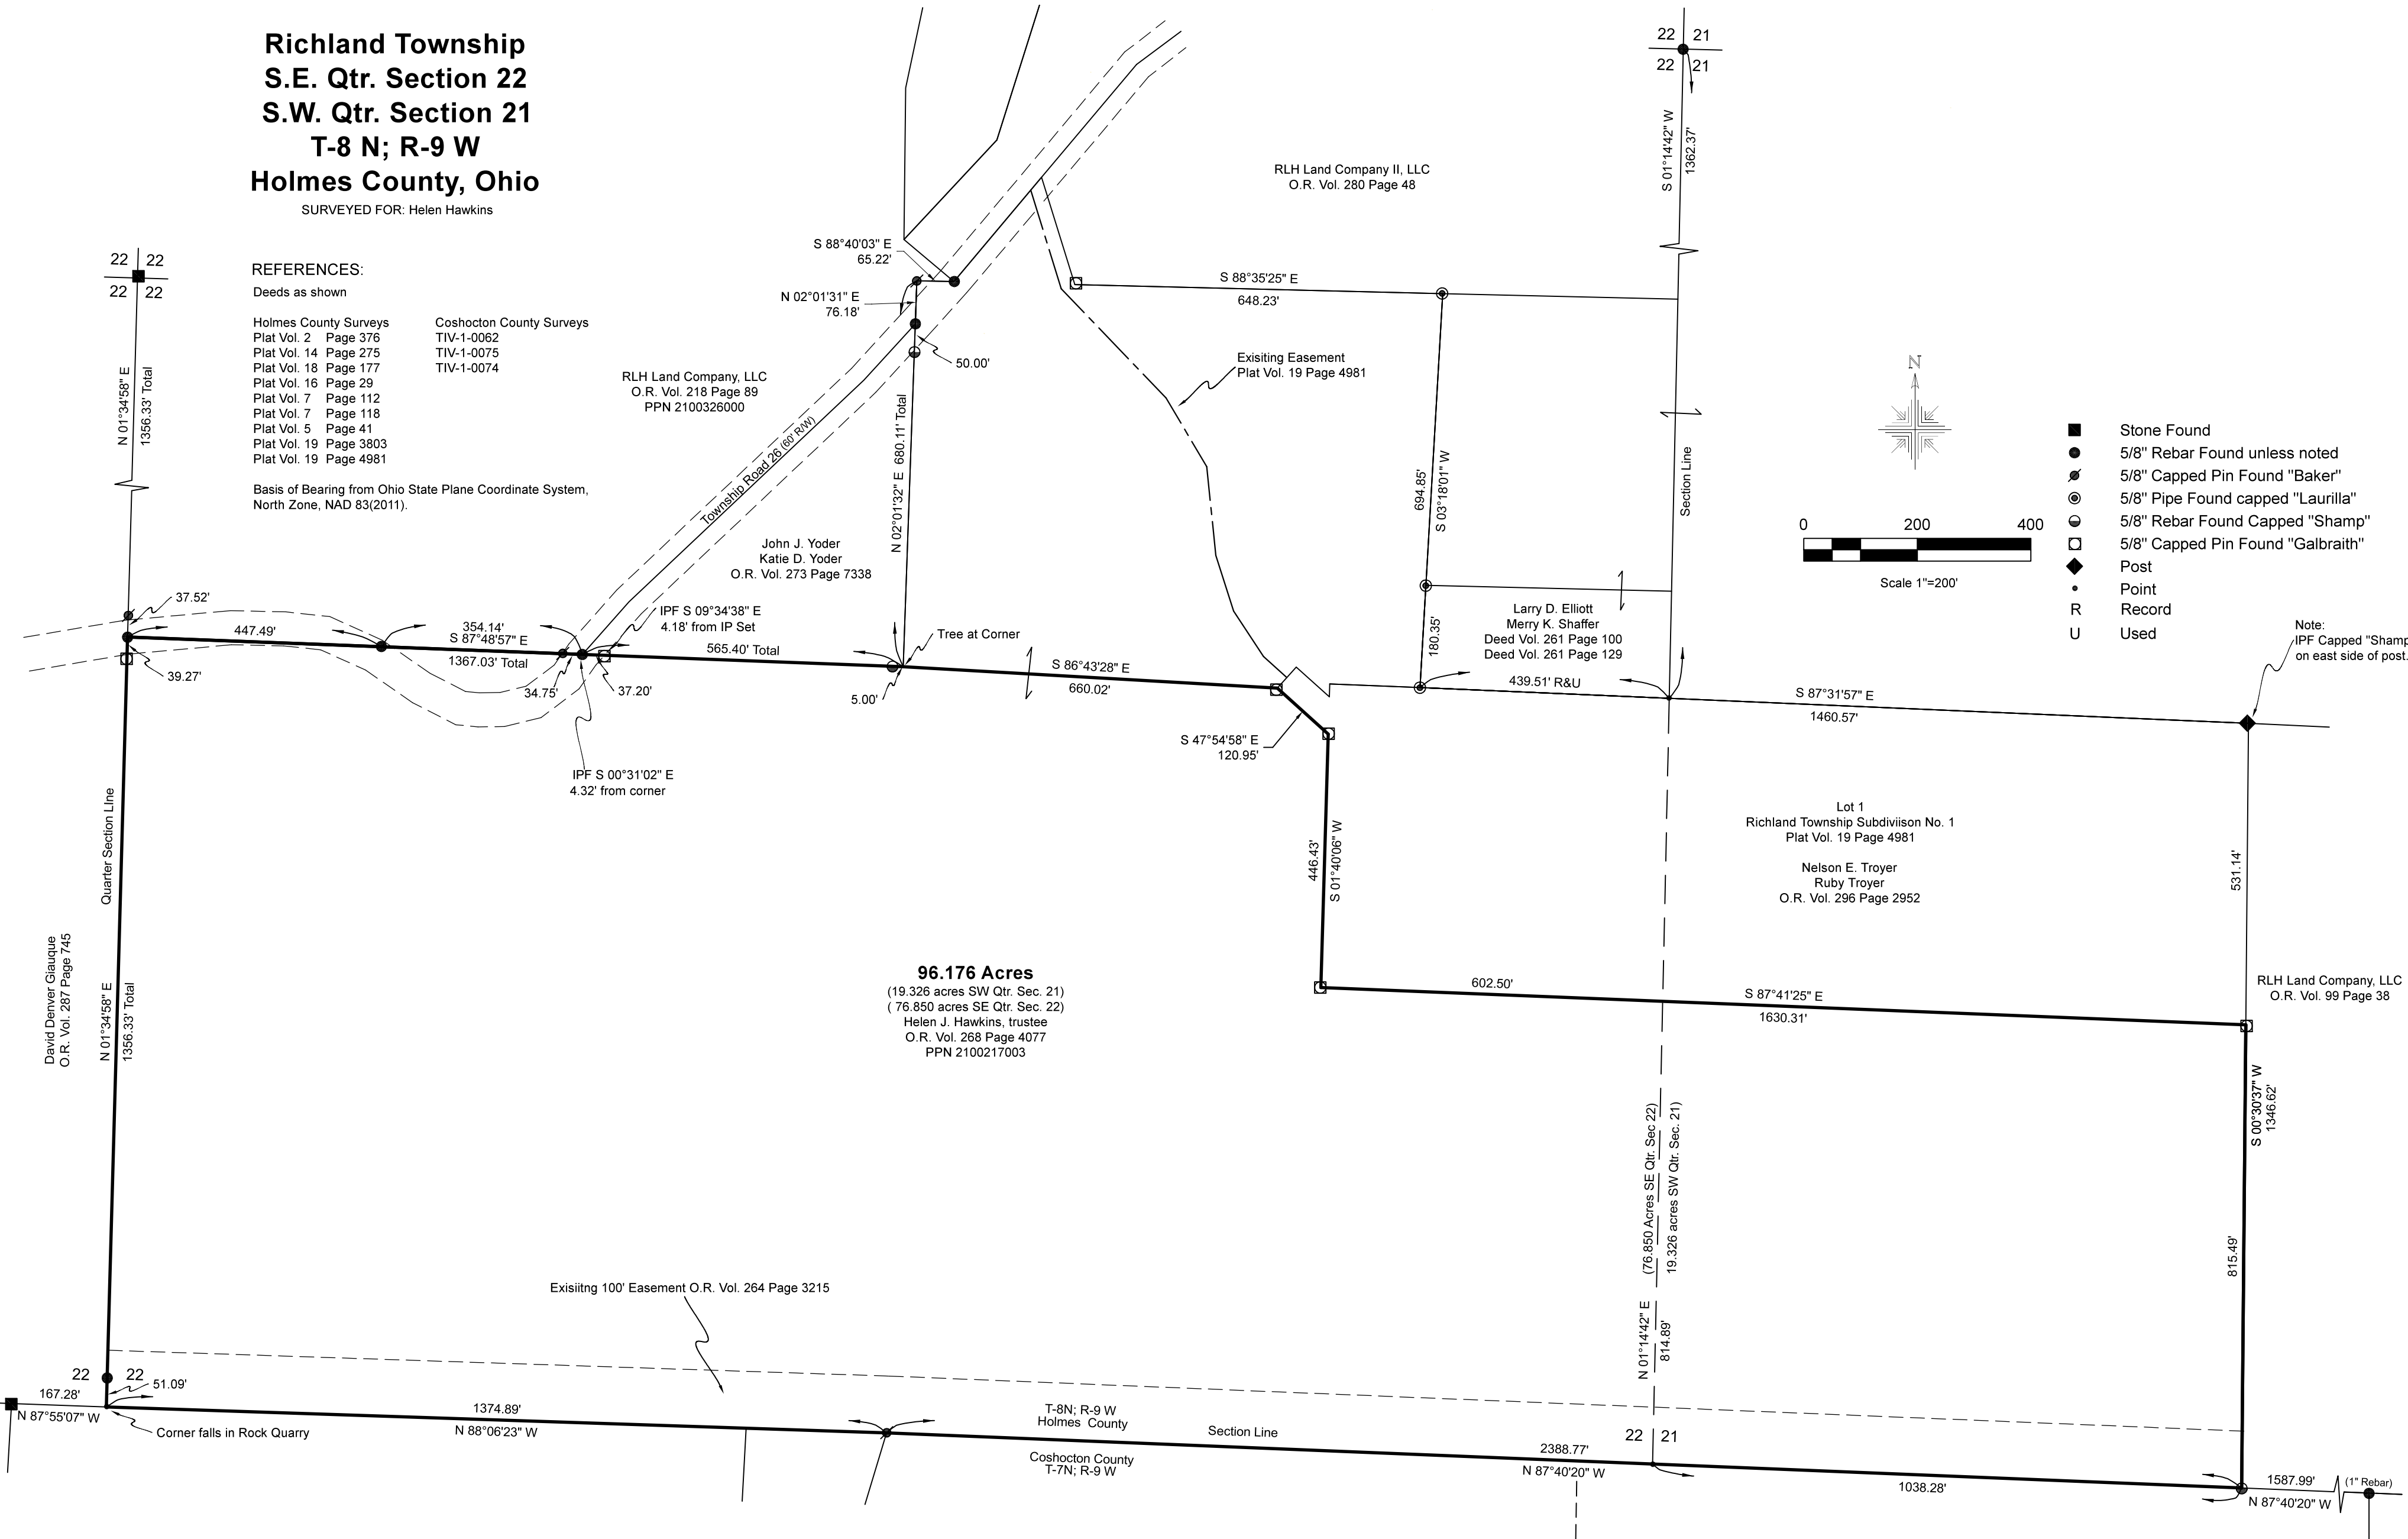 Richland Township
S.E. Qtr. Section 22
S.W. Qtr. Section 21
T-8 N; R-9 W
Holmes County, Ohio
SURVEYED FOR: Helen Hawkins
22 22
22 22
N 01°34'58" E
1356.33' Total
REFERENCES:
Deeds as shown
Holmes County Surveys
Plat Vol. 2 Page 376
Plat Vol. 14 Page 275
Plat Vol. 18 Page 177
Plat Vol. 16 Page 29
Plat Vol. 7 Page 112
Plat Vol. 7 Page 118
Plat Vol. 5 Page 41
Plat Vol. 19 Page 3803
Plat Vol. 19 Page 4981
Coshocton County Surveys
TIV-1-0062
TIV-1-0075
TIV-1-0074
Basis of Bearing from Ohio State Plane Coordinate System,
North Zone, NAD 83(2011).
S 88°40'03" E
65.22'
N 02°01'31" E
76.18'
50.00'
RLH Land Company, LLC
O.R. Vol. 218 Page 89
PPN 2100326000
Township Road 26 (60' R/W)
N 02°01'32" E 680.11' Total
John J. Yoder
Katie D. Yoder
O.R. Vol. 273 Page 7338
RLH Land Company II, LLC
O.R. Vol. 280 Page 48
22 21
22 21
S 01°14'42" W
1362.37'
S 88°35'25" E
648.23'
Exisiting Easement
Plat Vol. 19 Page 4981
694.85'
S 03°18'01" W
Section Line
180.35'
Larry D. Elliott
Merry K. Shaffer
Deed Vol. 261 Page 100
Deed Vol. 261 Page 129
N
0 200 400
Scale 1"=200'
Stone Found
5/8" Rebar Found unless noted
5/8" Capped Pin Found "Baker"
5/8" Pipe Found capped "Laurilla"
5/8" Rebar Found Capped "Shamp"
5/8" Capped Pin Found "Galbraith"
Post
Point
R Record
U Used
Note:
IPF Capped "Shamp
on east side of post.
37.52'
39.27'
447.49'
354.14'
S 87°48'57" E
1367.03' Total
34.75'
IPF S 09°34'38" E
4.18' from IP Set
37.20'
565.40' Total
Tree at Corner
5.00'
IPF S 00°31'02" E
4.32' from corner
S 86°43'28" E
660.02'
S 47°54'58" E
120.95'
439.51' R&U
S 87°31'57" E
1460.57'
446.43'
S 01°40'06" W
Lot 1
Richland Township Subdiviison No. 1
Plat Vol. 19 Page 4981
Nelson E. Troyer
Ruby Troyer
O.R. Vol. 296 Page 2952
531.14'
RLH Land Company, LLC
O.R. Vol. 99 Page 38
602.50'
S 87°41'25" E
1630.31'
S 00°30'37" W
1346.62'
815.49'
Quarter Section LIne
David Denver Giauque
O.R. Vol. 287 Page 745
N 01°34'58" E
1356.33' Total
96.176 Acres
(19.326 acres SW Qtr. Sec. 21)
( 76.850 acres SE Qtr. Sec. 22)
Helen J. Hawkins, trustee
O.R. Vol. 268 Page 4077
PPN 2100217003
(76.850 Acres SE Qtr. Sec 22)
19.326 acres SW Qtr. Sec. 21)
N 01°14'42" E
814.89'
Exisiitng 100' Easement O.R. Vol. 264 Page 3215
22 22
51.09'
167.28'
N 87°55'07" W
Corner falls in Rock Quarry
1374.89'
N 88°06'23" W
T-8N; R-9 W
Holmes County
Section Line
Coshocton County
T-7N; R-9 W
22 21
2388.77'
N 87°40'20" W
1038.28'
1587.99'
(1" Rebar)
N 87°40'20" W